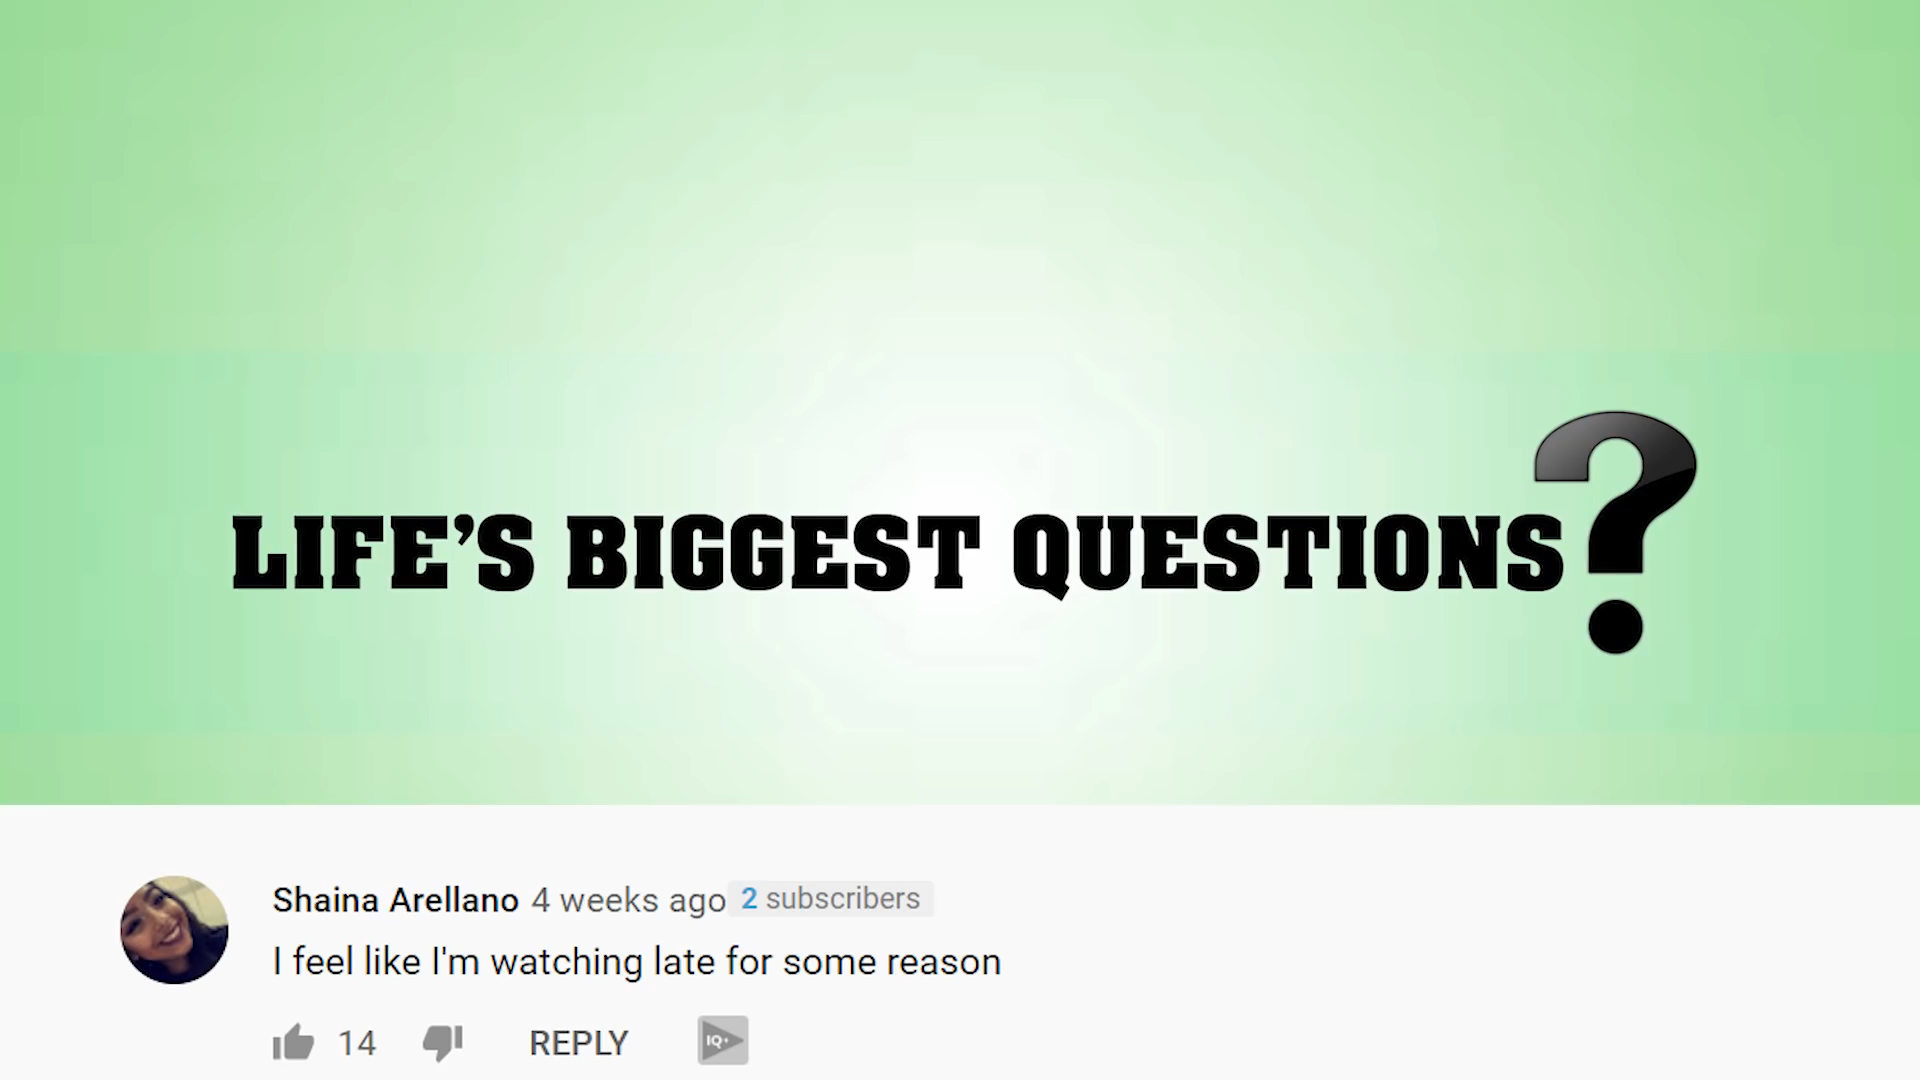 LIFE'S BIGGEST QUESTIONS?
Shaina Arellano 4 weeks ago 2 subscribers
I feel like I'm watching late for some reason
14 REPLY IQ+